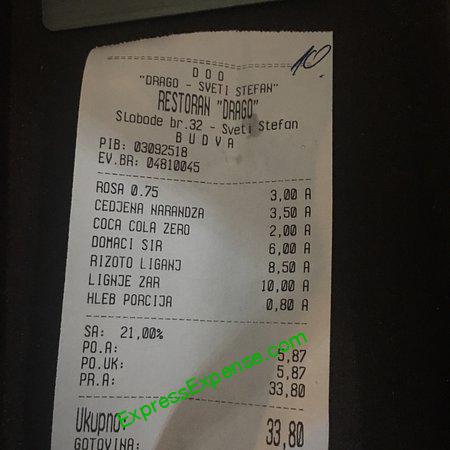 10.
D O O
"DRAGO - SVETI STEFAN"
RESTORAN "DRAGO"
Slobode br.32 - Sveti Stefan
B U D V A
PIB: 03092518
EV.BR: 04810045
ROSA 0.75 3,00 A
CEDJENA NARANDZA 3,50 A
COCA COLA ZERO 2,00 A
DOMACI SIR 6,00 A
RIZOTO LIGANJ 8,50 A
LIGNJE ZAR 10,00 A
HLEB PORCIJA 0,80 A
SA: 21,00%
PO.A: 5,87
PO.UK: 5,87
PR.A: 33,80
ExpressExpense.com
Ukupno: 33,80
GOTOVINA: